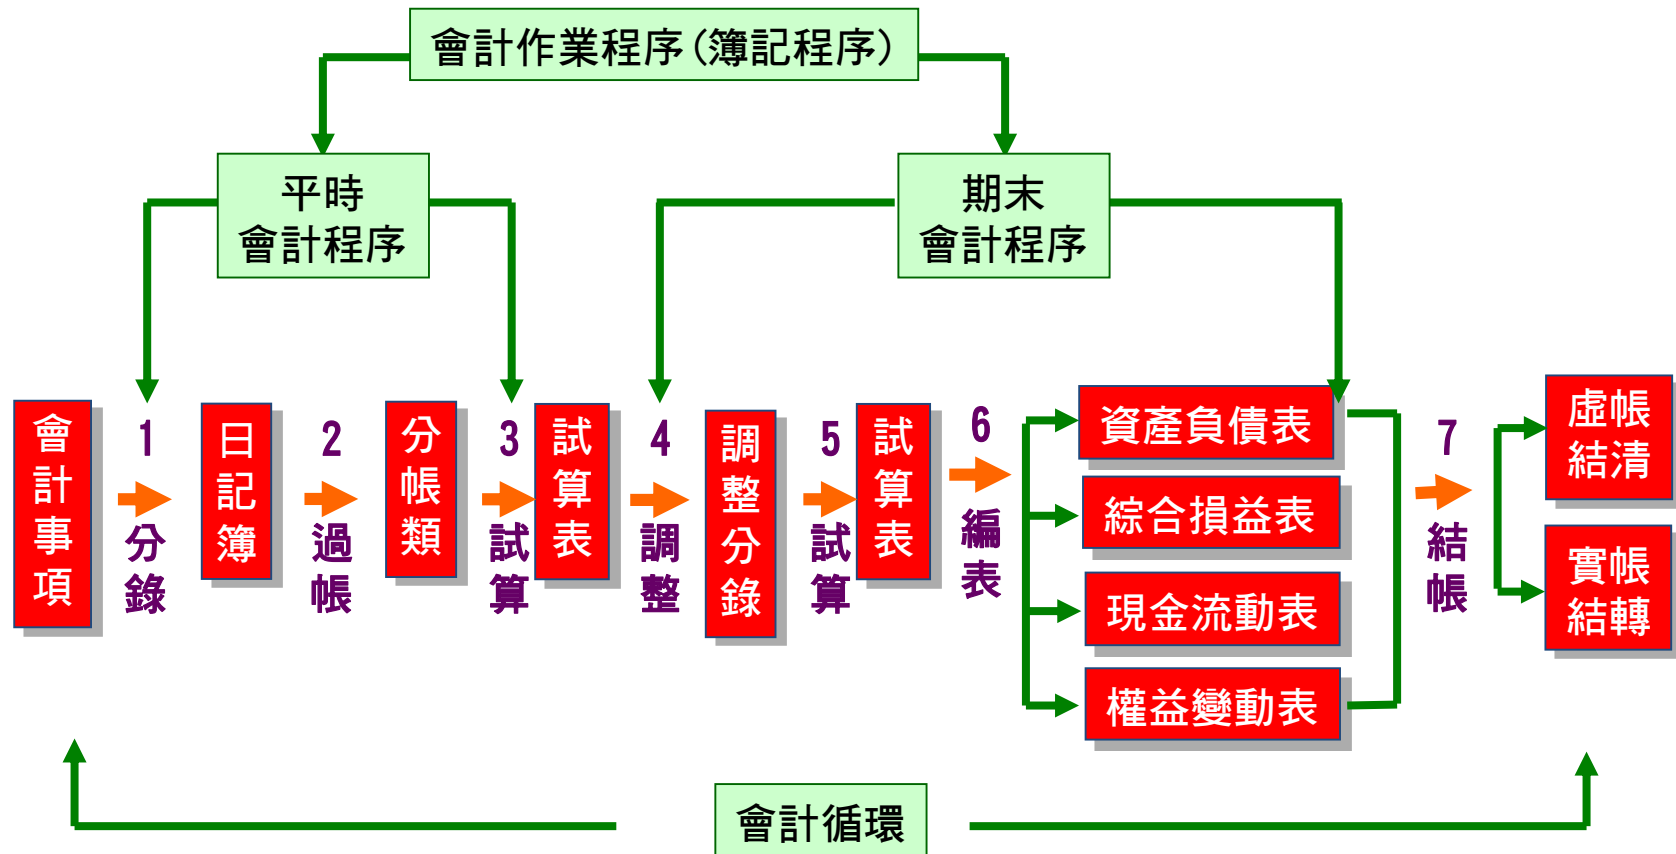 會計作業程序(簿記程序)
平時
會計程序
期末
會計程序
會計事項
1
分錄
日記簿
2
過帳
分帳類
3
試算
試算表
4
調整
調整分錄
5
試算
試算表
6
編表
資產負債表
綜合損益表
現金流動表
權益變動表
7
結帳
虛帳
結清
實帳
結轉
會計循環